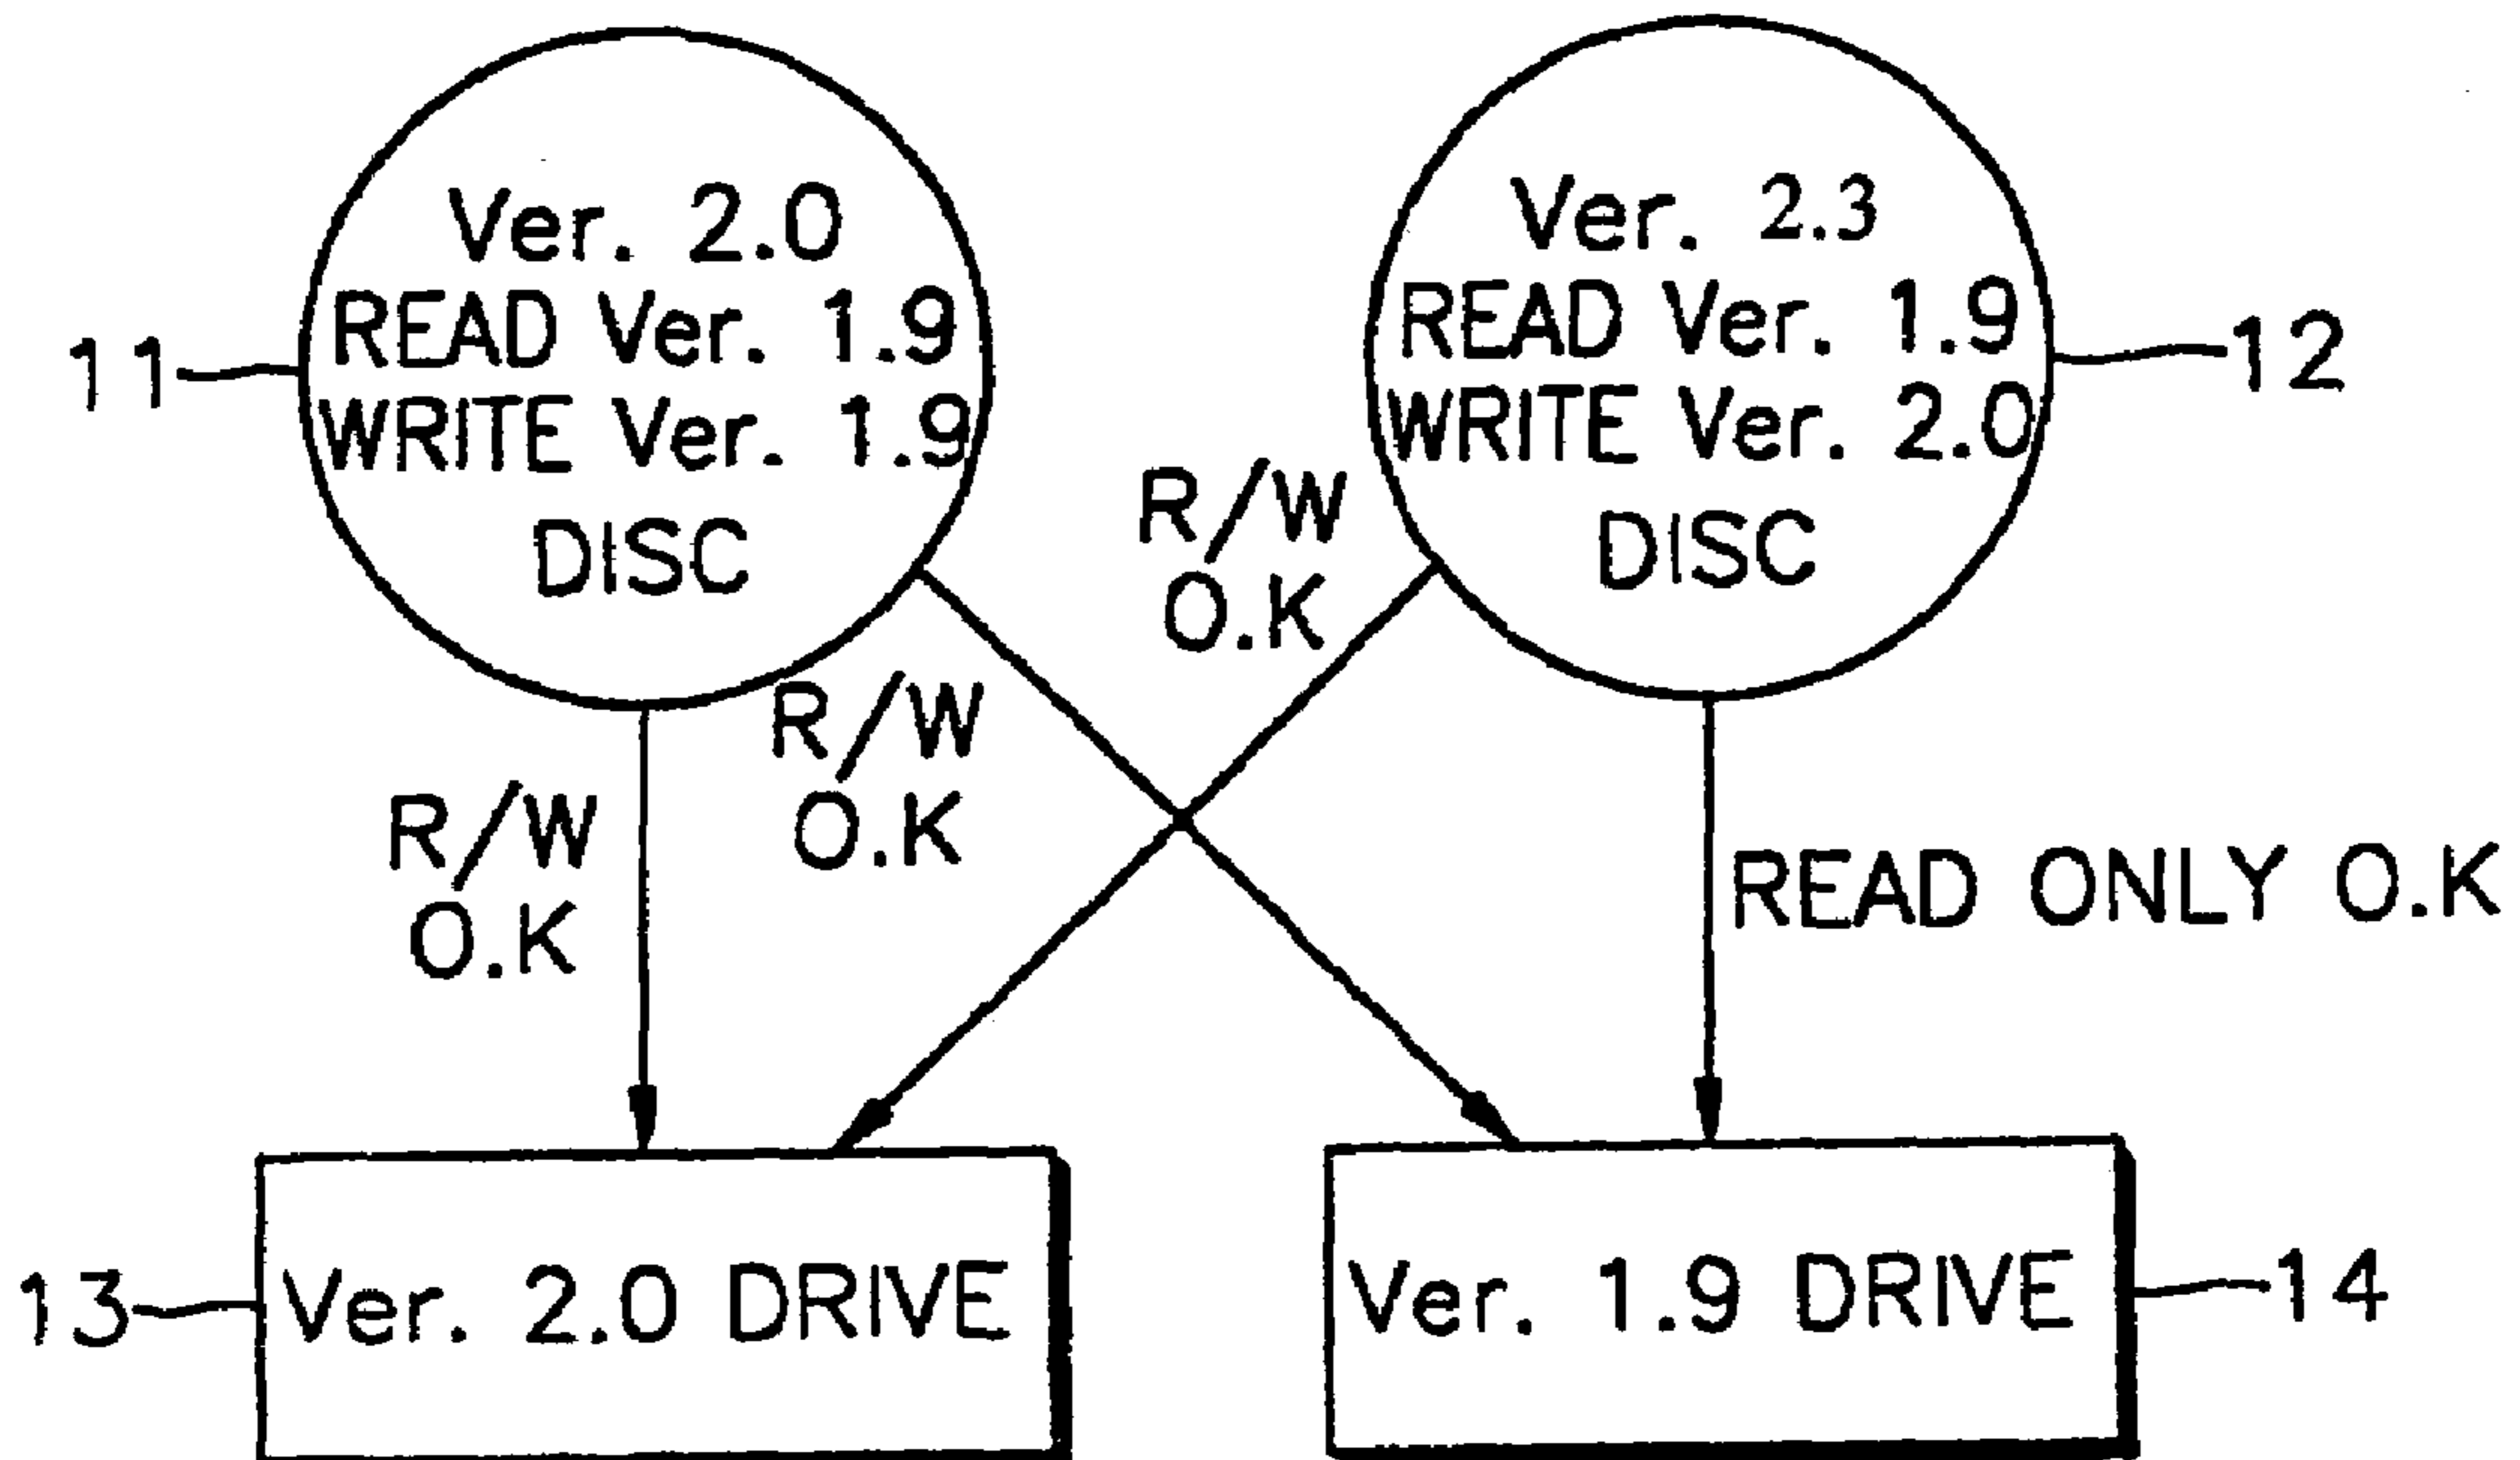 Ver. 2.0
READ Ver. 1.9
WRITE Ver. 1.9
DISC
11
Ver. 2.3
READ Ver. 1.9
WRITE Ver. 2.0
DISC
12
R/W
O.K
R/W
O.K
R/W
O.K
READ ONLY O.K
13
Ver. 2.0 DRIVE
Ver. 1.9 DRIVE
14